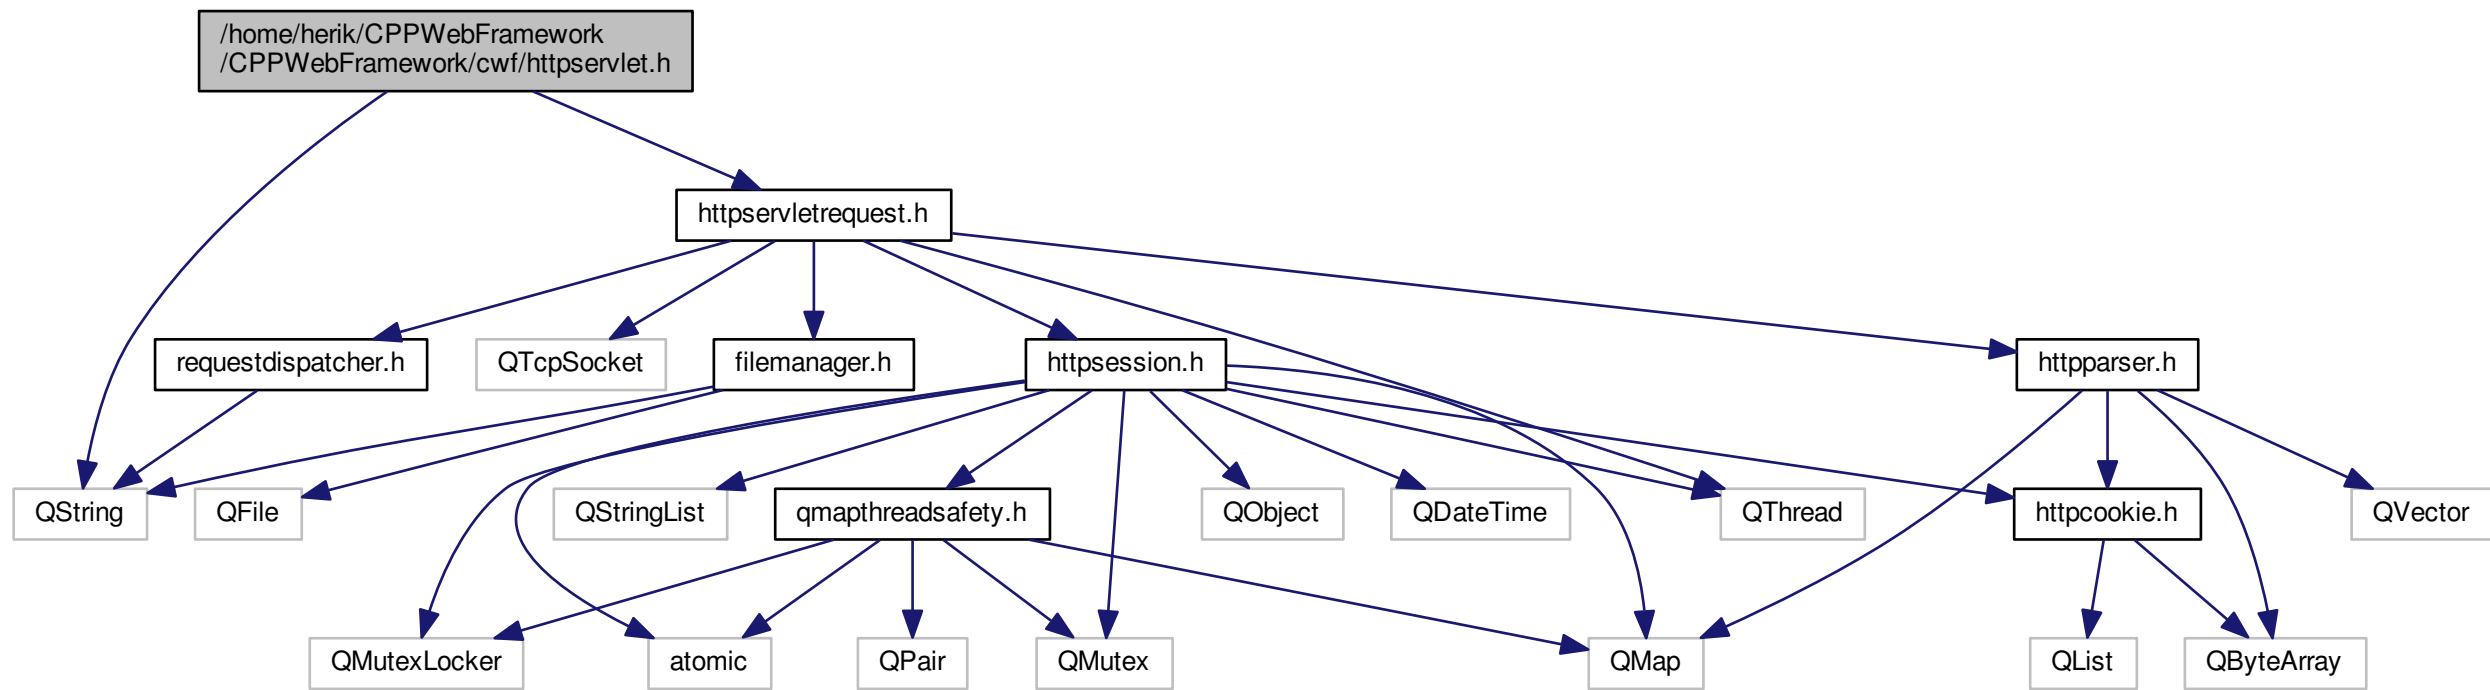 /home/herik/CPPWebFramework
/CPPWebFramework/cwf/httpservlet.h
httpservletrequest.h
requestdispatcher.h
QTcpSocket
filemanager.h
httpsession.h
httpparser.h
QString
QFile
QStringList
qmapthreadsafety.h
QObject
QDateTime
QThread
httpcookie.h
QVector
QMutexLocker
atomic
QPair
QMutex
QMap
QList
QByteArray